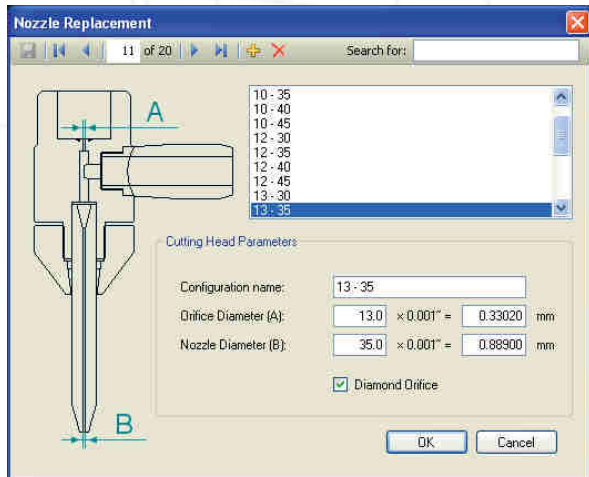 Nozzle Replacement
11 of 20 Search for:
A
10 - 35
10 - 40
10 - 45
12 - 30
12 - 35
12 - 40
12 - 45
13 - 30
13 - 35
Cutting Head Parameters
Configuration name: 13 - 35
Orifice Diameter (A): 13.0 × 0.001" = 0.33020 mm
Nozzle Diameter (B): 35.0 × 0.001" = 0.88900 mm
Diamond Orifice
B
OK Cancel